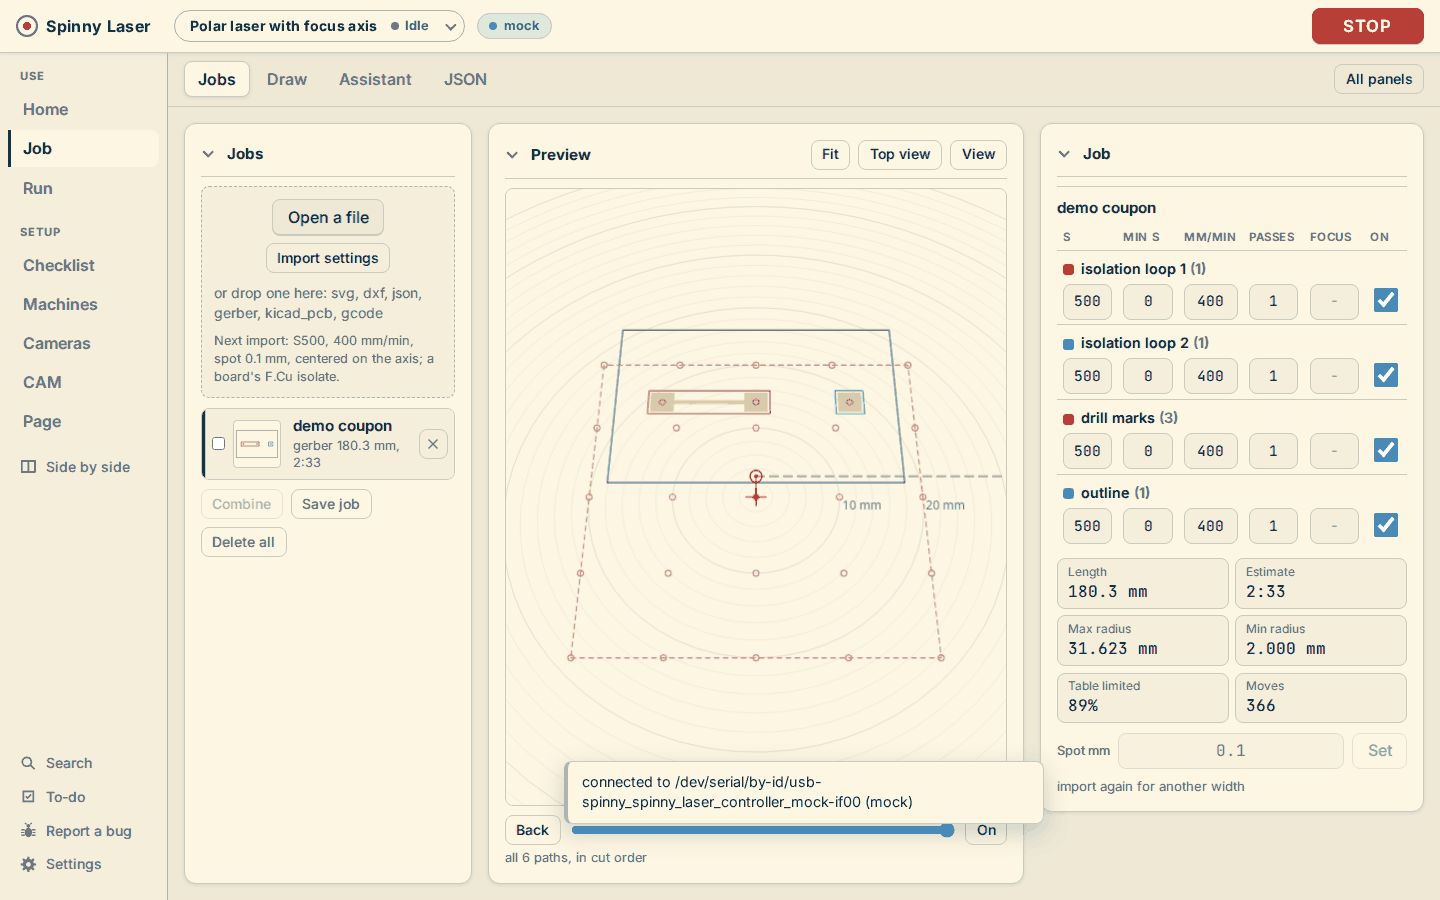 Spinny Laser
Polar laser with focus axis
Idle
mock
STOP
USE
Home
Job
Run
SETUP
Checklist
Machines
Cameras
CAM
Page
Side by side
Search
To-do
Report a bug
Settings
Jobs
Draw
Assistant
JSON
All panels
Jobs
Open a file
Import settings
or drop one here: svg, dxf, json,
gerber, kicad_pcb, gcode
Next import: S500, 400 mm/min,
spot 0.1 mm, centered on the axis; a
board's F.Cu isolate.
demo coupon
gerber 180.3 mm,
2:33
Combine
Save job
Delete all
Preview
Fit
Top view
View
10 mm
20 mm
connected to /dev/serial/by-id/usb-
spinny_spinny_laser_controller_mock-if00 (mock)
Back
On
all 6 paths, in cut order
Job
demo coupon
S MIN S MM/MIN PASSES FOCUS ON
isolation loop 1 (1)
500 0 400 1 -
isolation loop 2 (1)
500 0 400 1 -
drill marks (3)
500 0 400 1 -
outline (1)
500 0 400 1 -
Length
180.3 mm
Estimate
2:33
Max radius
31.623 mm
Min radius
2.000 mm
Table limited
89%
Moves
366
Spot mm
0.1
Set
import again for another width